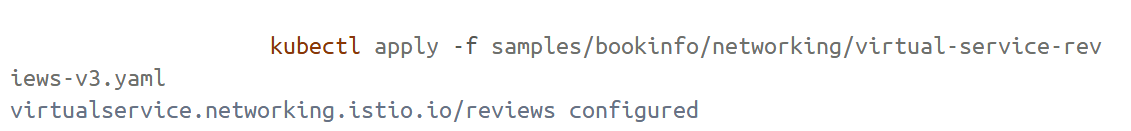 kubectl apply -f samples/bookinfo/networking/virtual-service-rev
iews-v3.yaml
virtualservice.networking.istio.io/reviews configured